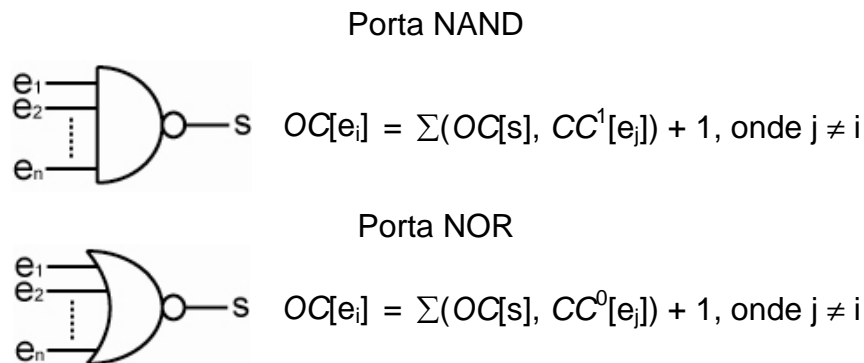 Porta NAND
e1
e2
en
s
OC[ei] = ∑(OC[s], CC¹[ej]) + 1, onde j ≠ i
Porta NOR
e1
e2
en
s
OC[ei] = ∑(OC[s], CC⁰[ej]) + 1, onde j ≠ i